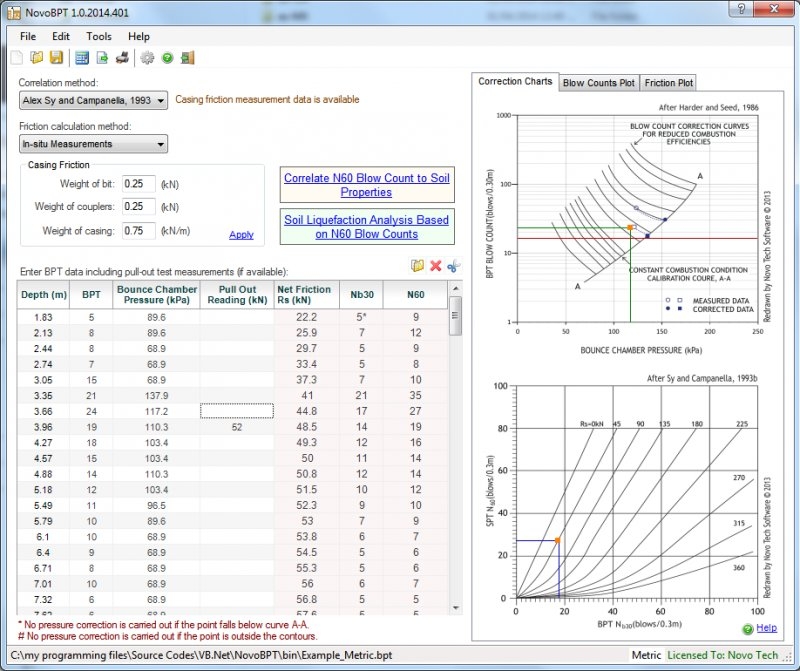 NovoBPT 1.0.2014.401
File Edit Tools Help
Correlation method:
Alex Sy and Campanella, 1993
Casing friction measurement data is available
Friction calculation method:
In-situ Measurements
Casing Friction
Weight of bit: 0.25 (kN)
Weight of couplers: 0.25 (kN)
Weight of casing: 0.75 (kN/m) Apply
Correlate N60 Blow Count to Soil
Properties
Soil Liquefaction Analysis Based
on N60 Blow Counts
Enter BPT data including pull-out test measurements (if available):
Depth (m) BPT Bounce Chamber Pressure (kPa) Pull Out Reading (kN) Net Friction Rs (kN) Nb30 N60
1.83 5 89.6 22.2 5* 9
2.13 8 89.6 25.9 7 12
2.44 8 68.9 29.7 5 9
2.74 7 68.9 33.4 5 8
3.05 15 68.9 37.3 7 10
3.35 21 137.9 41 21 35
3.66 24 117.2 44.8 17 27
3.96 19 110.3 52 48.5 14 19
4.27 18 103.4 49.3 12 16
4.57 15 103.4 50 11 14
4.88 14 110.3 50.8 12 14
5.18 12 103.4 51.5 10 12
5.49 11 96.5 52.3 9 10
5.79 10 89.6 53 7 9
6.1 10 68.9 53.8 6 7
6.4 9 68.9 54.5 5 6
6.71 8 68.9 55.3 5 6
7.01 10 68.9 56 6 7
7.32 6 68.9 56.8 5 5
7.62 6 68.9 57.6 5 5
* No pressure correction is carried out if the point falls below curve A-A.
# No pressure correction is carried out if the point is outside the contours.
Correction Charts Blow Counts Plot Friction Plot
After Harder and Seed, 1986
BLOW COUNT CORRECTION CURVES
FOR REDUCED COMBUSTION
EFFICIENCIES
A
A
CONSTANT COMBUSTION CONDITION
CALIBRATION COURE, A-A
MEASURED DATA
CORRECTED DATA
BPT BLOW COUNT(blows/0.30m)
1000
100
10
1
0 50 100 150 200 250
BOUNCE CHAMBER PRESSURE (kPa)
Redrawn by Novo Tech Software © 2013
After Sy and Campanella, 1993b
Rs=0kN 45 90 135 180 225
270
315
360
SPT N60(blows/0.3m)
100
80
60
40
20
0
0 20 40 60 80 100
BPT Nb30(blows/0.3m)
Redrawn by Novo Tech Software © 2013
Help
C:\my programming files\Source Codes\VB.Net\NovoBPT\bin\Example_Metric.bpt
Metric Licensed To: Novo Tech